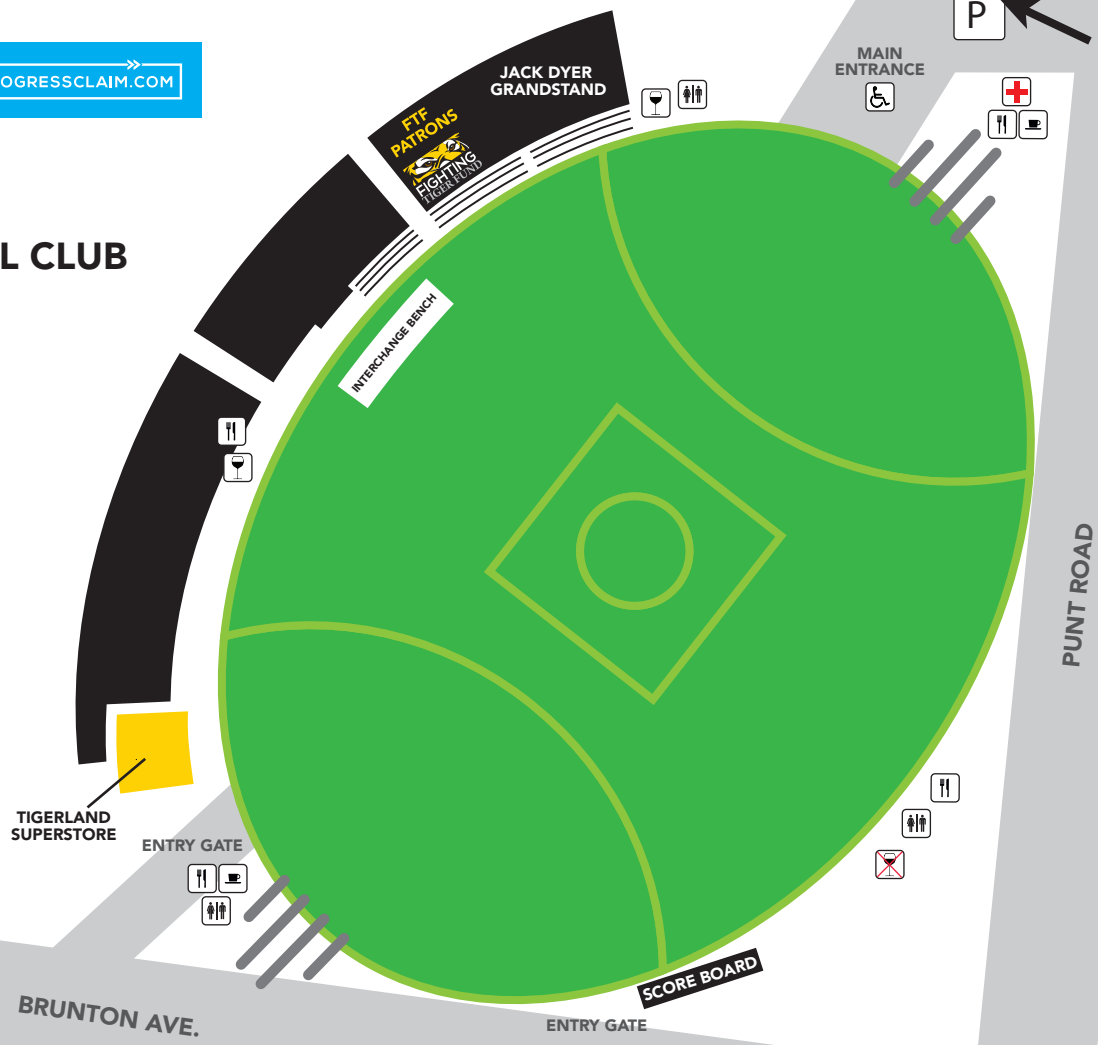 P
OGRESSCLAIM.COM
MAIN
ENTRANCE
JACK DYER
GRANDSTAND
FTF
PATRONS
FIGHTING
TIGER FUND
L CLUB
INTERCHANGE BENCH
PUNT ROAD
TIGERLAND
SUPERSTORE
ENTRY GATE
SCORE BOARD
BRUNTON AVE.
ENTRY GATE